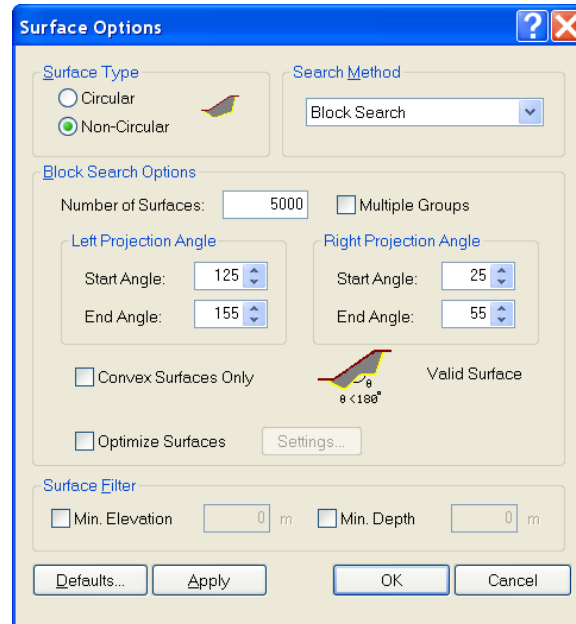 Surface Options
Surface Type
Circular
Non-Circular
Search Method
Block Search
Block Search Options
Number of Surfaces: 5000 Multiple Groups
Left Projection Angle
Start Angle: 125
End Angle: 155
Right Projection Angle
Start Angle: 25
End Angle: 55
Convex Surfaces Only
θ
θ <180°
Valid Surface
Optimize Surfaces Settings...
Surface Filter
Min. Elevation 0 m Min. Depth 0 m
Defaults... Apply OK Cancel